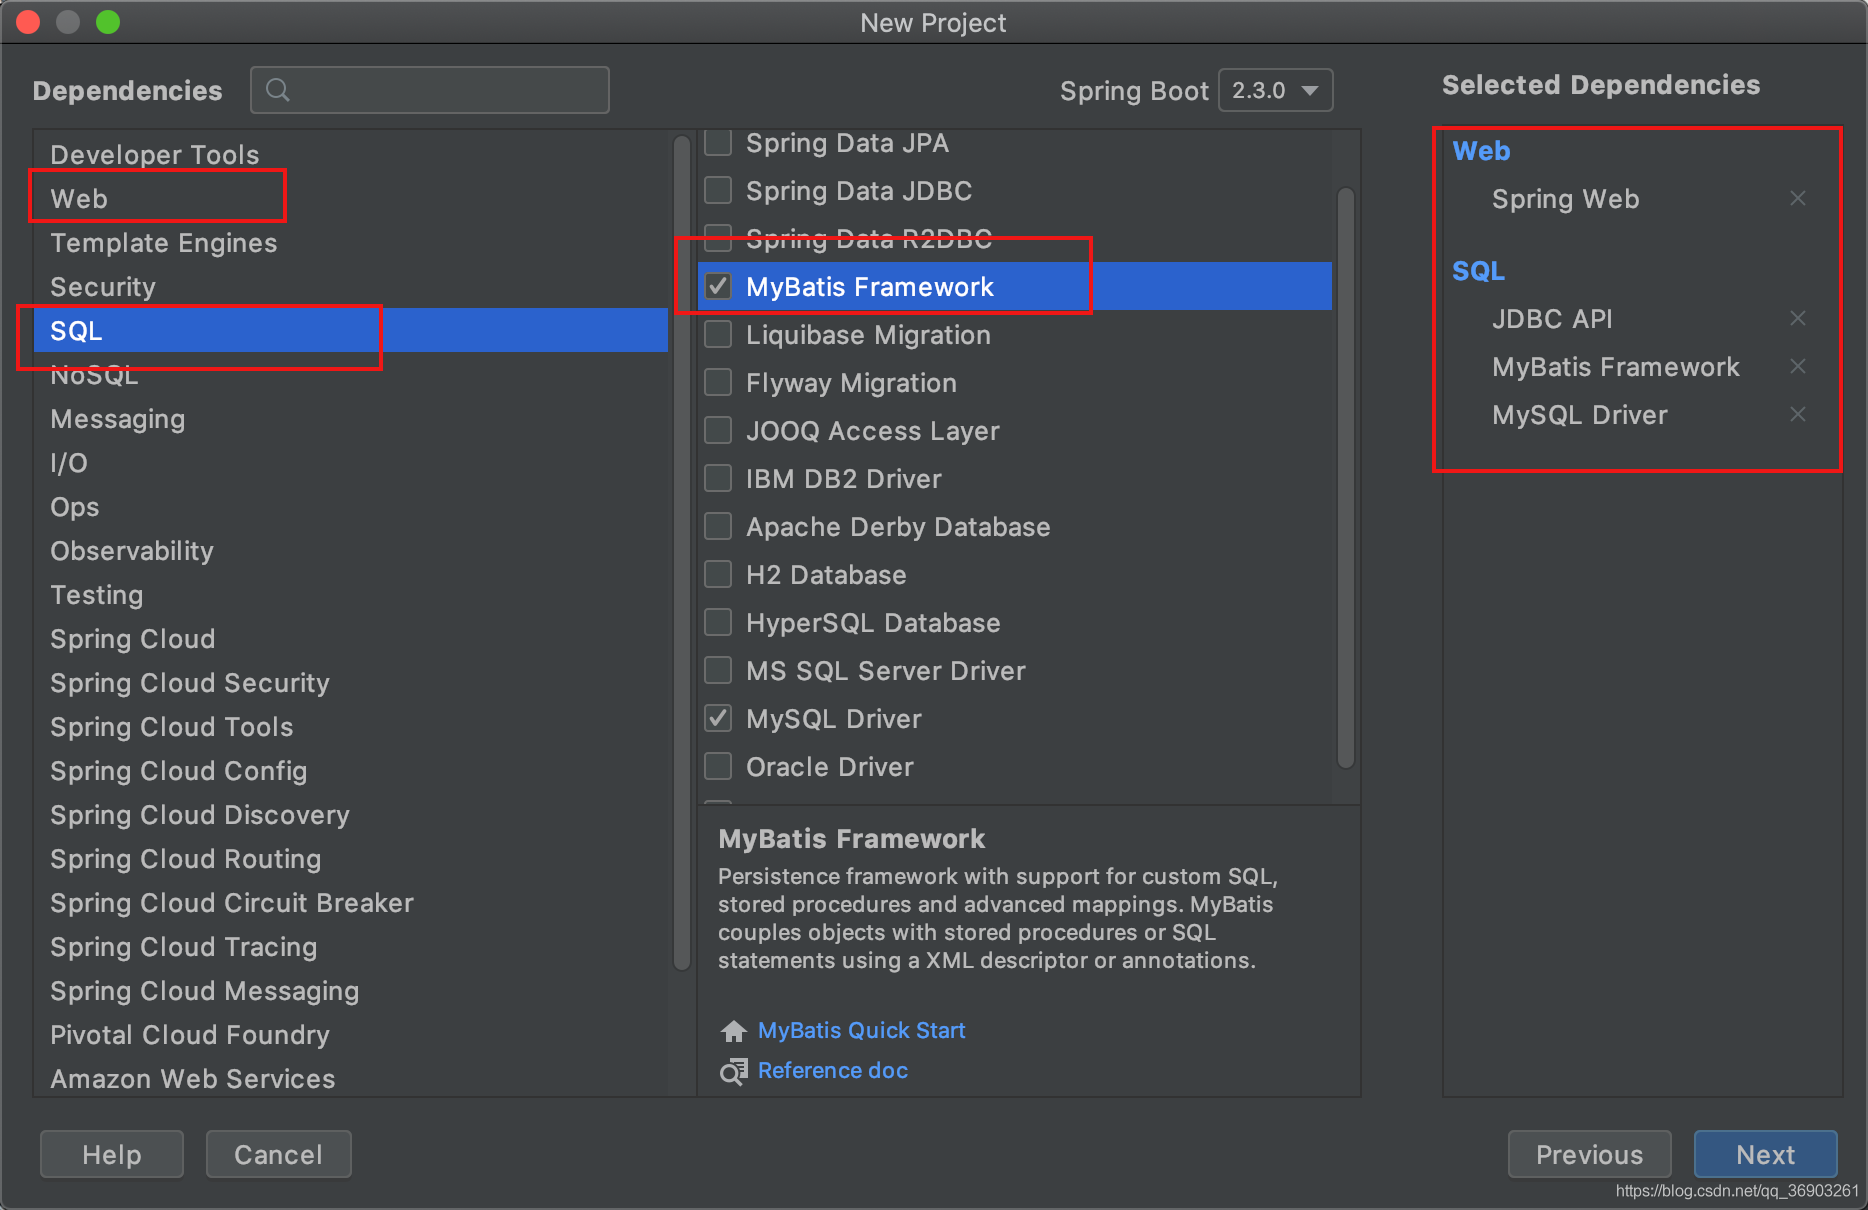 New Project
Dependencies
Spring Boot 2.3.0
Selected Dependencies
Developer Tools
Web
Template Engines
Security
SQL
NoSQL
Messaging
I/O
Ops
Observability
Testing
Spring Cloud
Spring Cloud Security
Spring Cloud Tools
Spring Cloud Config
Spring Cloud Discovery
Spring Cloud Routing
Spring Cloud Circuit Breaker
Spring Cloud Tracing
Spring Cloud Messaging
Pivotal Cloud Foundry
Amazon Web Services
Spring Data JPA
Spring Data JDBC
Spring Data R2DBC
MyBatis Framework
Liquibase Migration
Flyway Migration
JOOQ Access Layer
IBM DB2 Driver
Apache Derby Database
H2 Database
HyperSQL Database
MS SQL Server Driver
MySQL Driver
Oracle Driver
MyBatis Framework
Persistence framework with support for custom SQL,
stored procedures and advanced mappings. MyBatis
couples objects with stored procedures or SQL
statements using a XML descriptor or annotations.
MyBatis Quick Start
Reference doc
Web
Spring Web
SQL
JDBC API
MyBatis Framework
MySQL Driver
Help
Cancel
Previous
Next
https://blog.csdn.net/qq_36903261